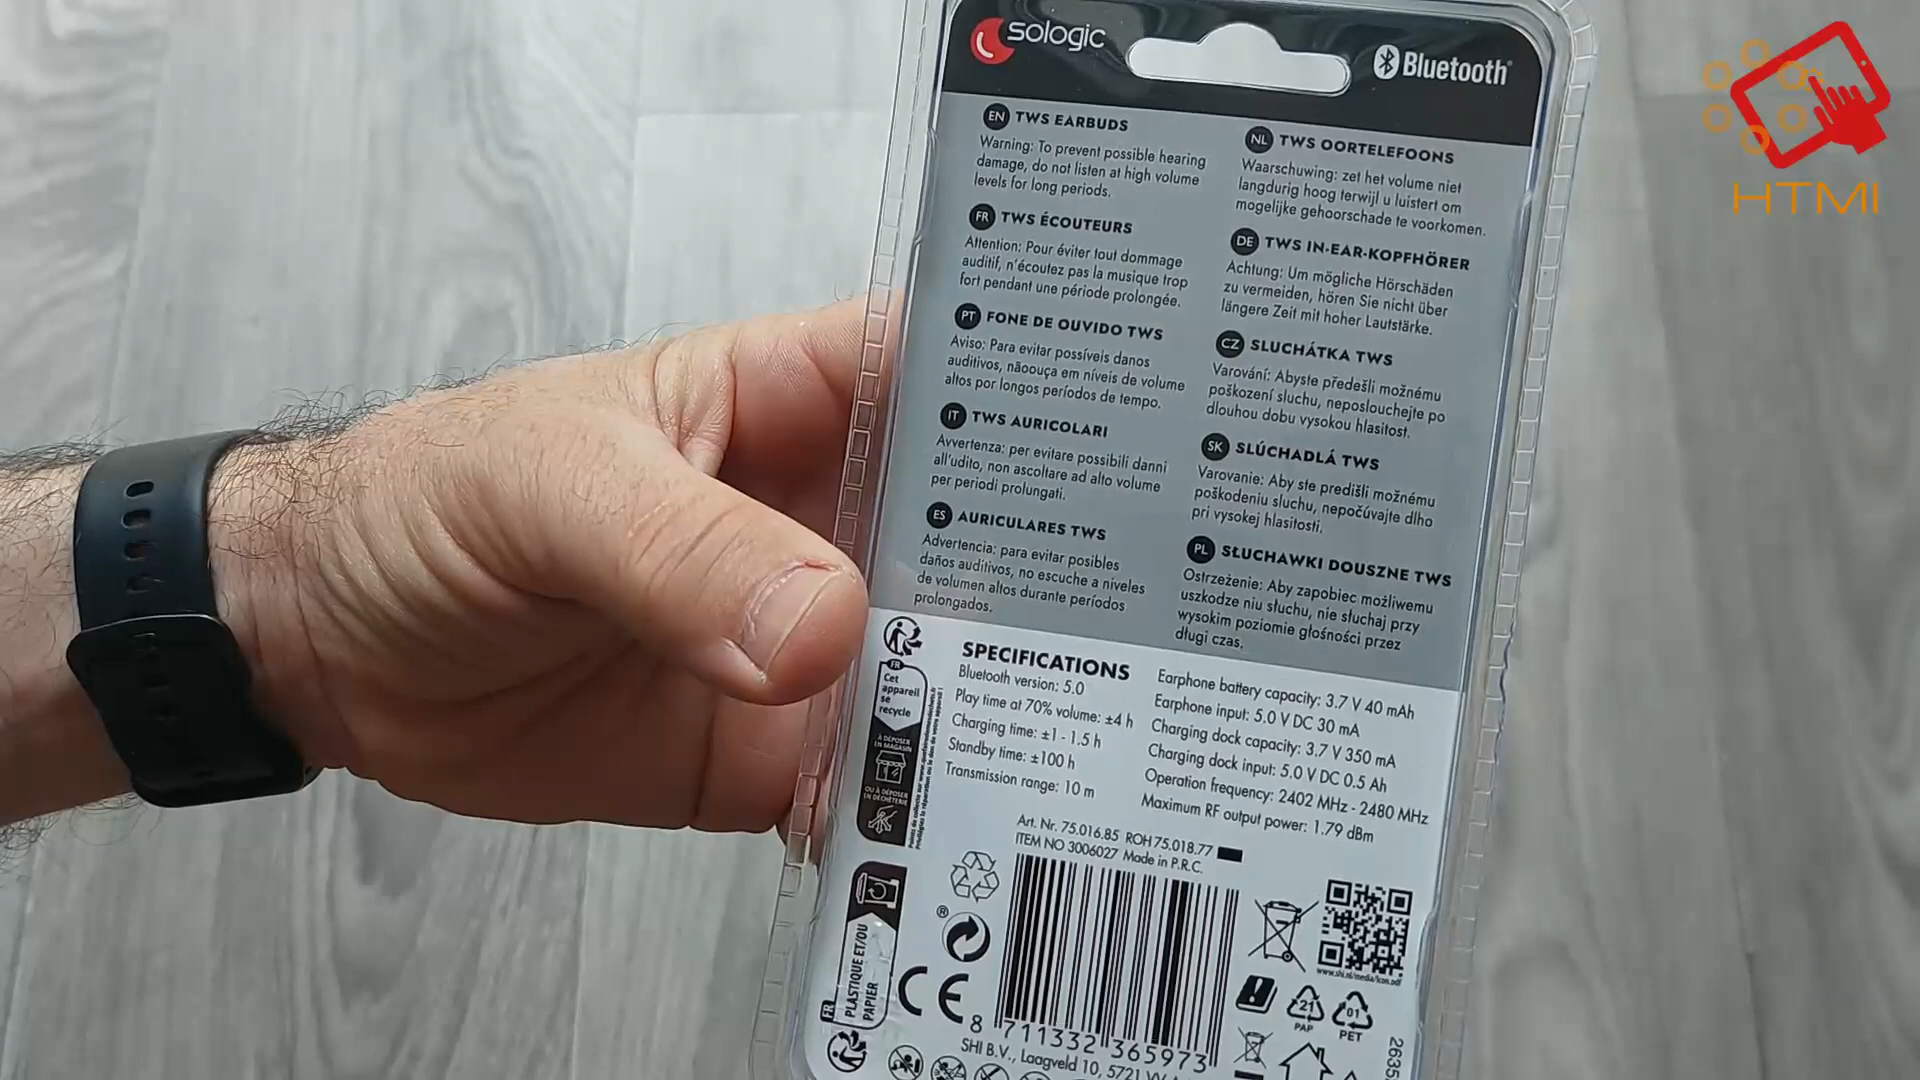 sologic
Bluetooth®
HTMI
EN TWS EARBUDS
Warning: To prevent possible hearing
damage, do not listen at high volume
levels for long periods.
FR TWS ÉCOUTEURS
Attention: Pour éviter tout dommage
auditif, n'écoutez pas la musique trop
fort pendant une période prolongée.
PT FONE DE OUVIDO TWS
Aviso: Para evitar possíveis danos
auditivos, nãoouça em níveis de volume
altos por longos períodos de tempo.
IT TWS AURICOLARI
Avvertenza: per evitare possibili danni
all'udito, non ascoltare ad alto volume
per periodi prolungati.
ES AURICULARES TWS
Advertencia: para evitar posibles
daños auditivos, no escuche a niveles
de volumen altos durante períodos
prolongados.
NL TWS OORTELEFOONS
Waarschuwing: zet het volume niet
langdurig hoog terwijl u luistert om
mogelijke gehoorschade te voorkomen.
DE TWS IN-EAR-KOPFHÖRER
Achtung: Um mögliche Hörschäden
zu vermeiden, hören Sie nicht über
längere Zeit mit hoher Lautstärke.
CZ SLUCHÁTKA TWS
Varování: Abyste předešli možnému
poškození sluchu, neposlouchejte po
dlouhou dobu vysokou hlasitost.
SK SLÚCHADLÁ TWS
Varovanie: Aby ste predišli možnému
poškodeniu sluchu, nepočúvajte dlho
pri vysokej hlasitosti.
PL SŁUCHAWKI DOUSZNE TWS
Ostrzeżenie: Aby zapobiec możliwemu
uszkodze niu słuchu, nie słuchaj przy
wysokim poziomie głośności przez
długi czas.
SPECIFICATIONS
Bluetooth version: 5.0
Play time at 70% volume: ±4 h
Charging time: ±1 - 1.5 h
Standby time: ±100 h
Transmission range: 10 m
Earphone battery capacity: 3.7 V 40 mAh
Earphone input: 5.0 V DC 30 mA
Charging dock capacity: 3.7 V 350 mA
Charging dock input: 5.0 V DC 0.5 Ah
Operation frequency: 2402 MHz - 2480 MHz
Maximum RF output power: 1.79 dBm
FR
Cet
appareil
se
recycle
À DÉPOSER
EN MAGASIN
OU À DÉPOSER
EN DÉCHÈTERIE
Art. Nr. 75.016.85 ROH 75.018.77
ITEM NO 3006027 Made in P.R.C.
®
FR
PLASTIQUE ET/OU
PAPIER
CE
8 711332 365973
www.shi.nl/media/Icon.pdf
21
PAP
01
PET
SHI B.V., Laagveld 10, 5721
2635